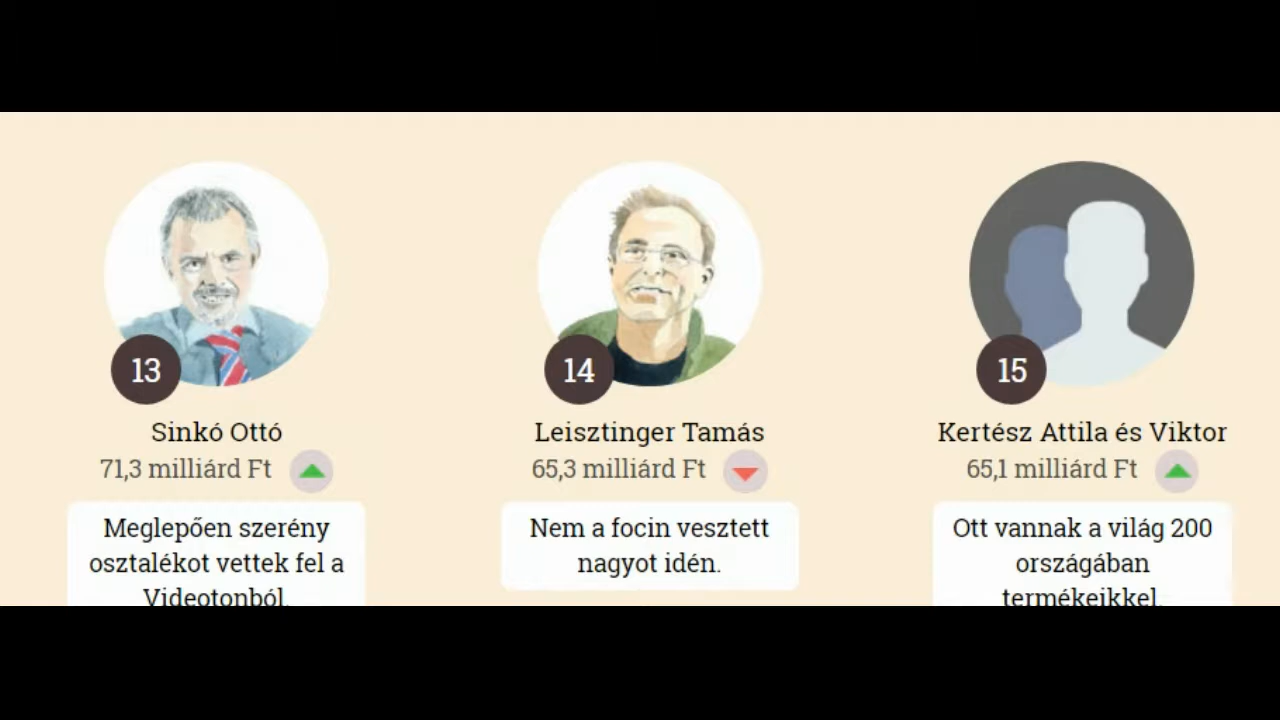 13
Sinkó Ottó
71,3 milliárd Ft
Meglepően szerény
osztalékot vettek fel a
Videotonból.
14
Leisztinger Tamás
65,3 milliárd Ft
Nem a focin vesztett
nagyot idén.
15
Kertész Attila és Viktor
65,1 milliárd Ft
Ott vannak a világ 200
országában
termékeikkel.